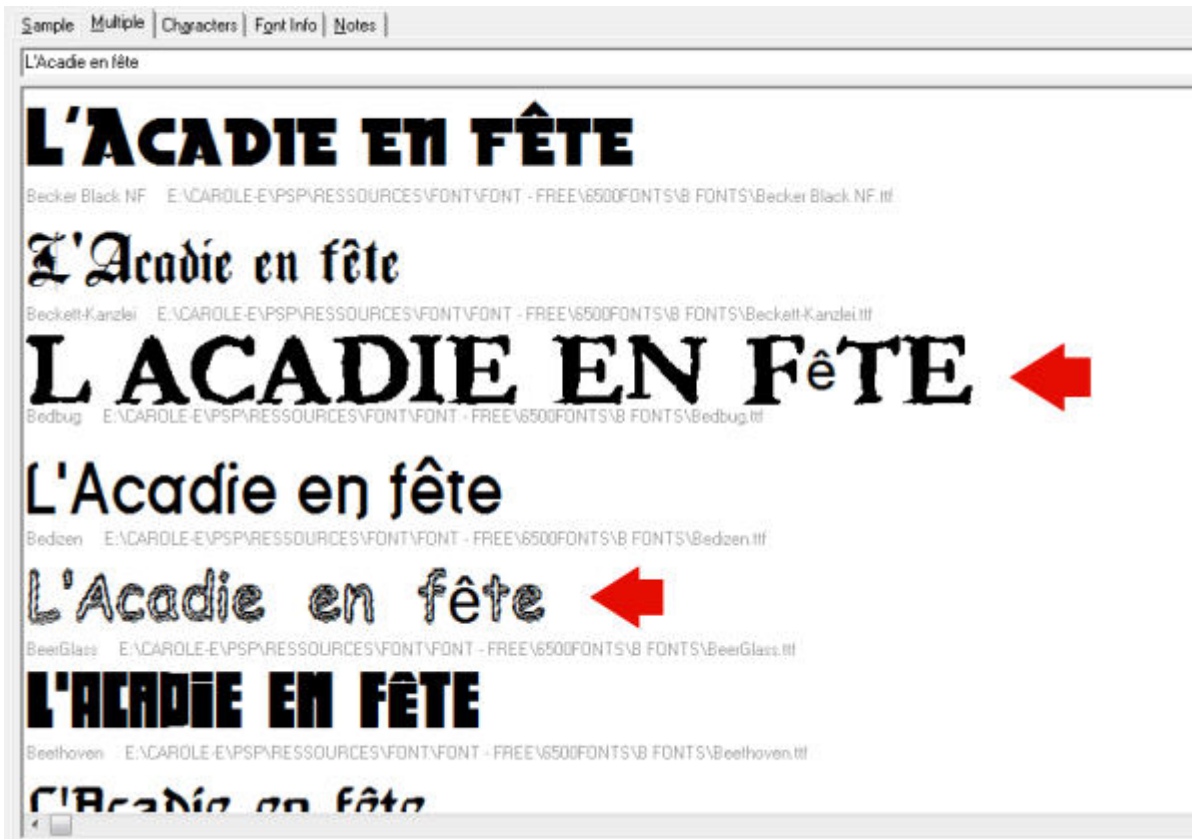 Sample Multiple Characters Font Info Notes
L'Acadie en fête
L'Acadie en fête
Becker Black NF E:\CAROLE-E\PSP\RESSOURCES\FONT\FONT - FREE\6500FONTS\B FONTS\Becker Black NF.ttf
L'Acadie en fête
Beckett-Kanzlei E:\CAROLE-E\PSP\RESSOURCES\FONT\FONT - FREE\6500FONTS\B FONTS\Beckett-Kanzlei.ttf
L ACADIE EN FêTE
Bedbug E:\CAROLE-E\PSP\RESSOURCES\FONT\FONT - FREE\6500FONTS\B FONTS\Bedbug.ttf
L'Acadie en fête
Bedizen E:\CAROLE-E\PSP\RESSOURCES\FONT\FONT - FREE\6500FONTS\B FONTS\Bedizen.ttf
L'Acadie en fête
BeerGlass E:\CAROLE-E\PSP\RESSOURCES\FONT\FONT - FREE\6500FONTS\B FONTS\BeerGlass.ttf
L'ACADiE EN FêTE
Beethoven E:\CAROLE-E\PSP\RESSOURCES\FONT\FONT - FREE\6500FONTS\B FONTS\Beethoven.ttf
L'Acadie en fête